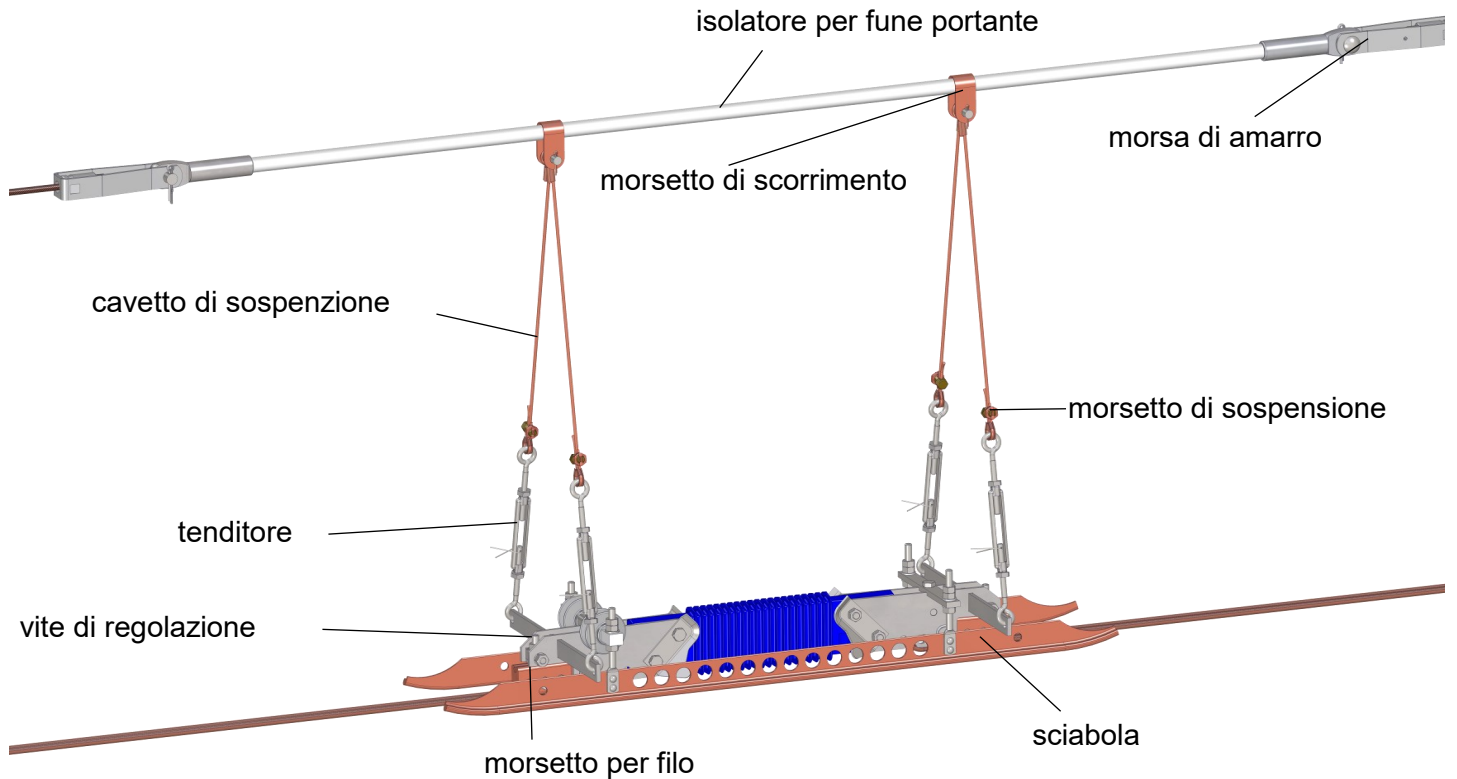 isolatore per fune portante
morsa di amarro
morsetto di scorrimento
cavetto di sospenzione
morsetto di sospensione
tenditore
vite di regolazione
sciabola
morsetto per filo